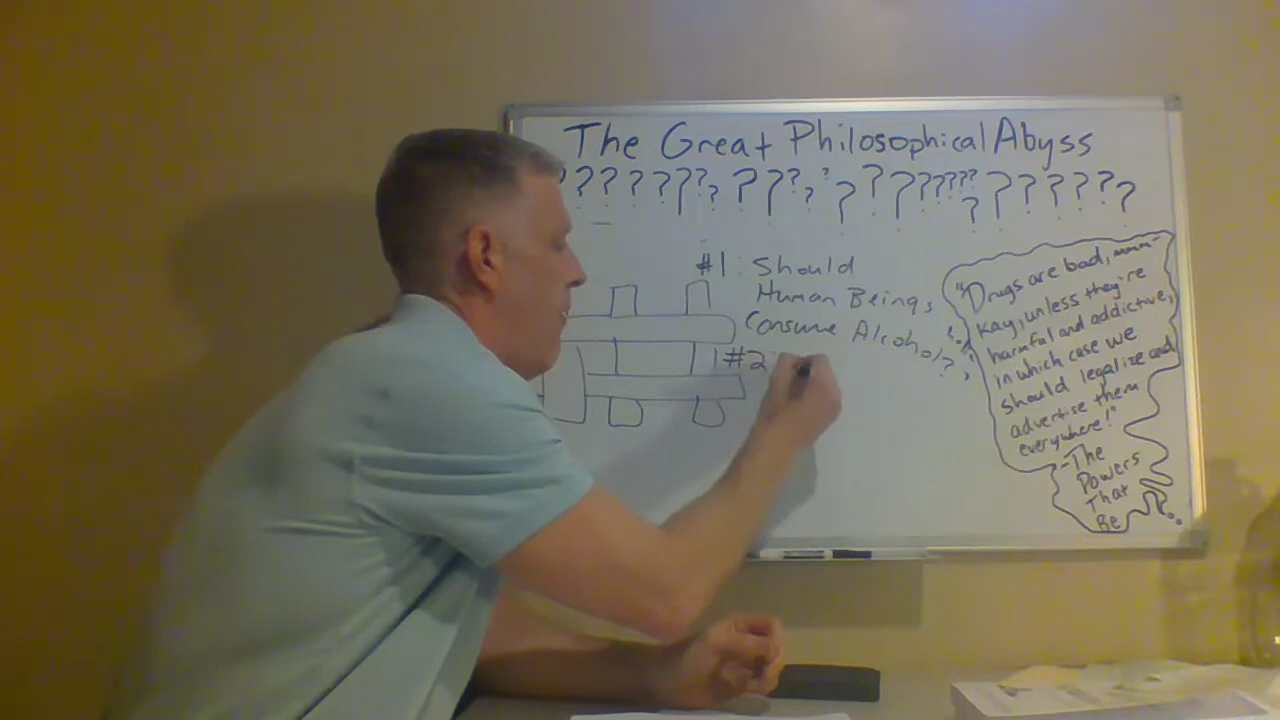 The Great Philosophical Abyss
????????????????????????????????
#1: Should
Human Beings
Consume Alcohol?
#2
"Drugs are bad, mmm-
kay, unless they're
harmful and addictive,
in which case we
should legalize and
advertise them
everywhere!"
-The
Powers
That
Be